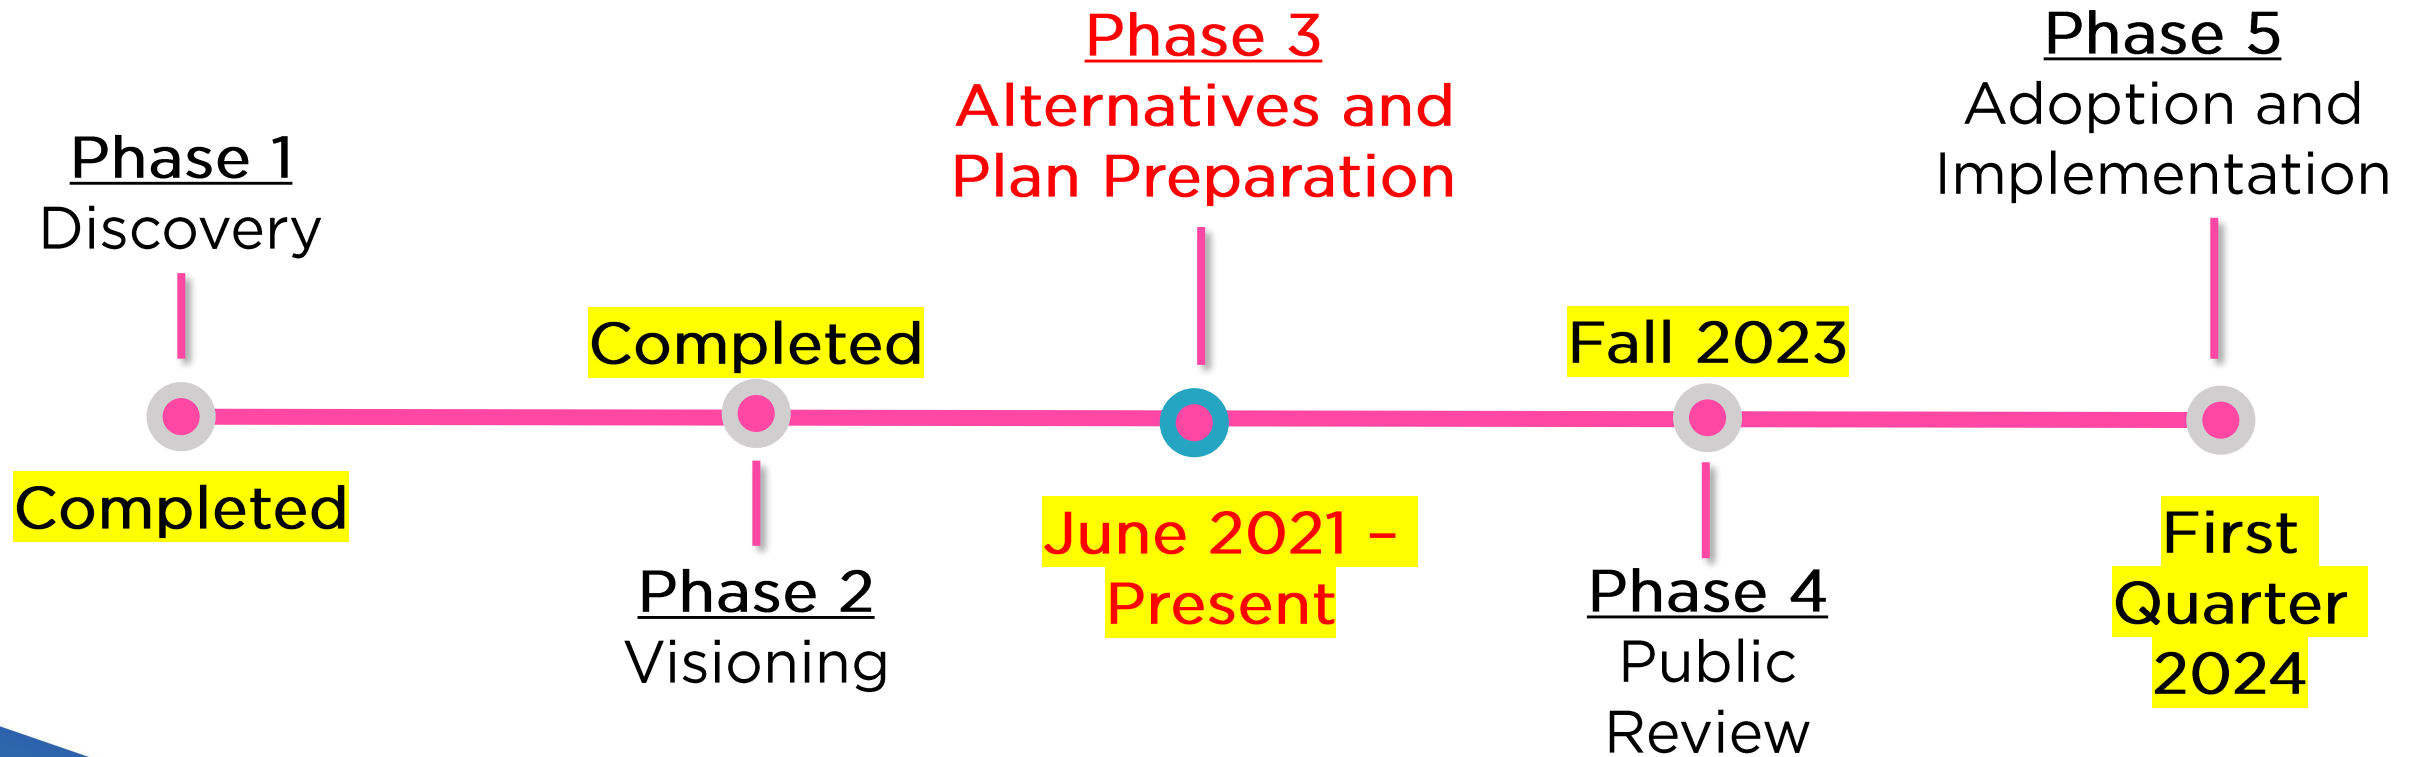 Phase 1
Discovery
Completed
Completed
Phase 2
Visioning
Phase 3
Alternatives and
Plan Preparation
June 2021 –
Present
Fall 2023
Phase 4
Public
Review
Phase 5
Adoption and
Implementation
First
Quarter
2024